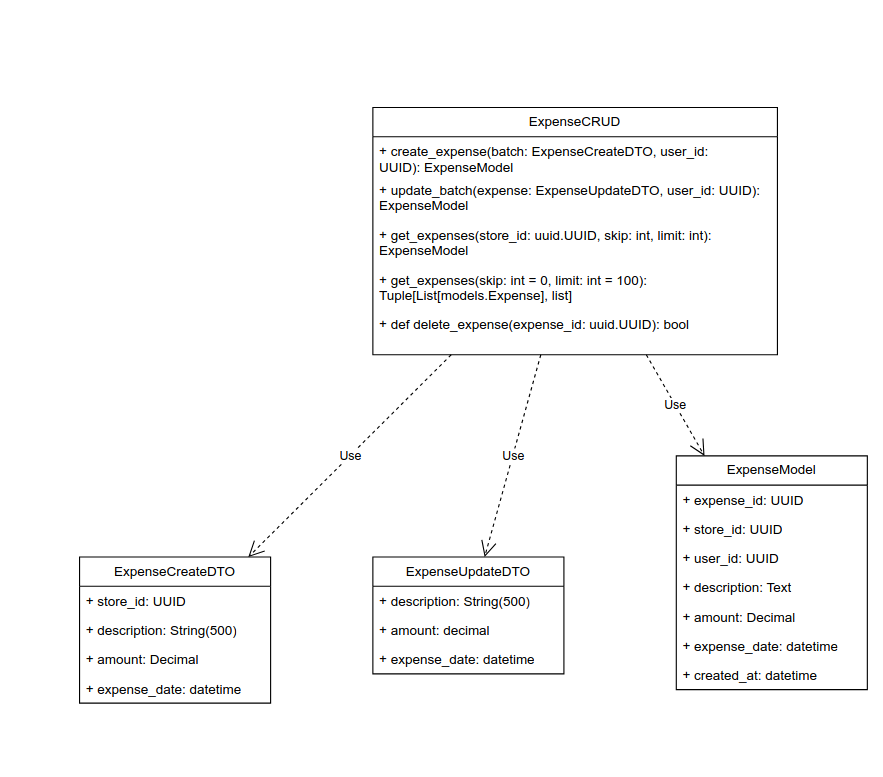 ExpenseCRUD
+ create_expense(batch: ExpenseCreateDTO, user_id:
UUID): ExpenseModel
+ update_batch(expense: ExpenseUpdateDTO, user_id: UUID):
ExpenseModel
+ get_expenses(store_id: uuid.UUID, skip: int, limit: int):
ExpenseModel
+ get_expenses(skip: int = 0, limit: int = 100):
Tuple[List[models.Expense], list]
+ def delete_expense(expense_id: uuid.UUID): bool
Use
Use
Use
ExpenseCreateDTO
+ store_id: UUID
+ description: String(500)
+ amount: Decimal
+ expense_date: datetime
ExpenseUpdateDTO
+ description: String(500)
+ amount: decimal
+ expense_date: datetime
ExpenseModel
+ expense_id: UUID
+ store_id: UUID
+ user_id: UUID
+ description: Text
+ amount: Decimal
+ expense_date: datetime
+ created_at: datetime